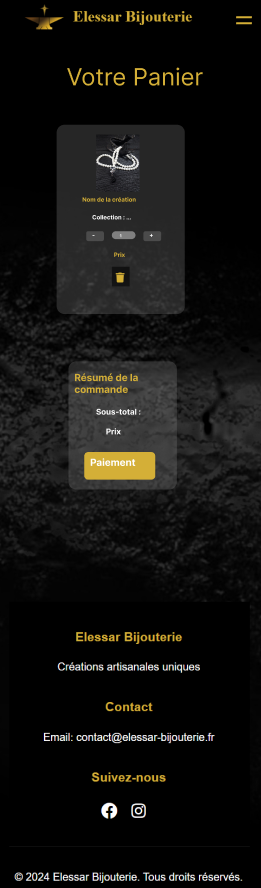 Elessar Bijouterie
Votre Panier
Nom de la création
Collection : ...
- 1 +
Prix
Résumé de la
commande
Sous-total :
Prix
Paiement
Elessar Bijouterie
Créations artisanales uniques
Contact
Email: contact@elessar-bijouterie.fr
Suivez-nous
© 2024 Elessar Bijouterie. Tous droits réservés.